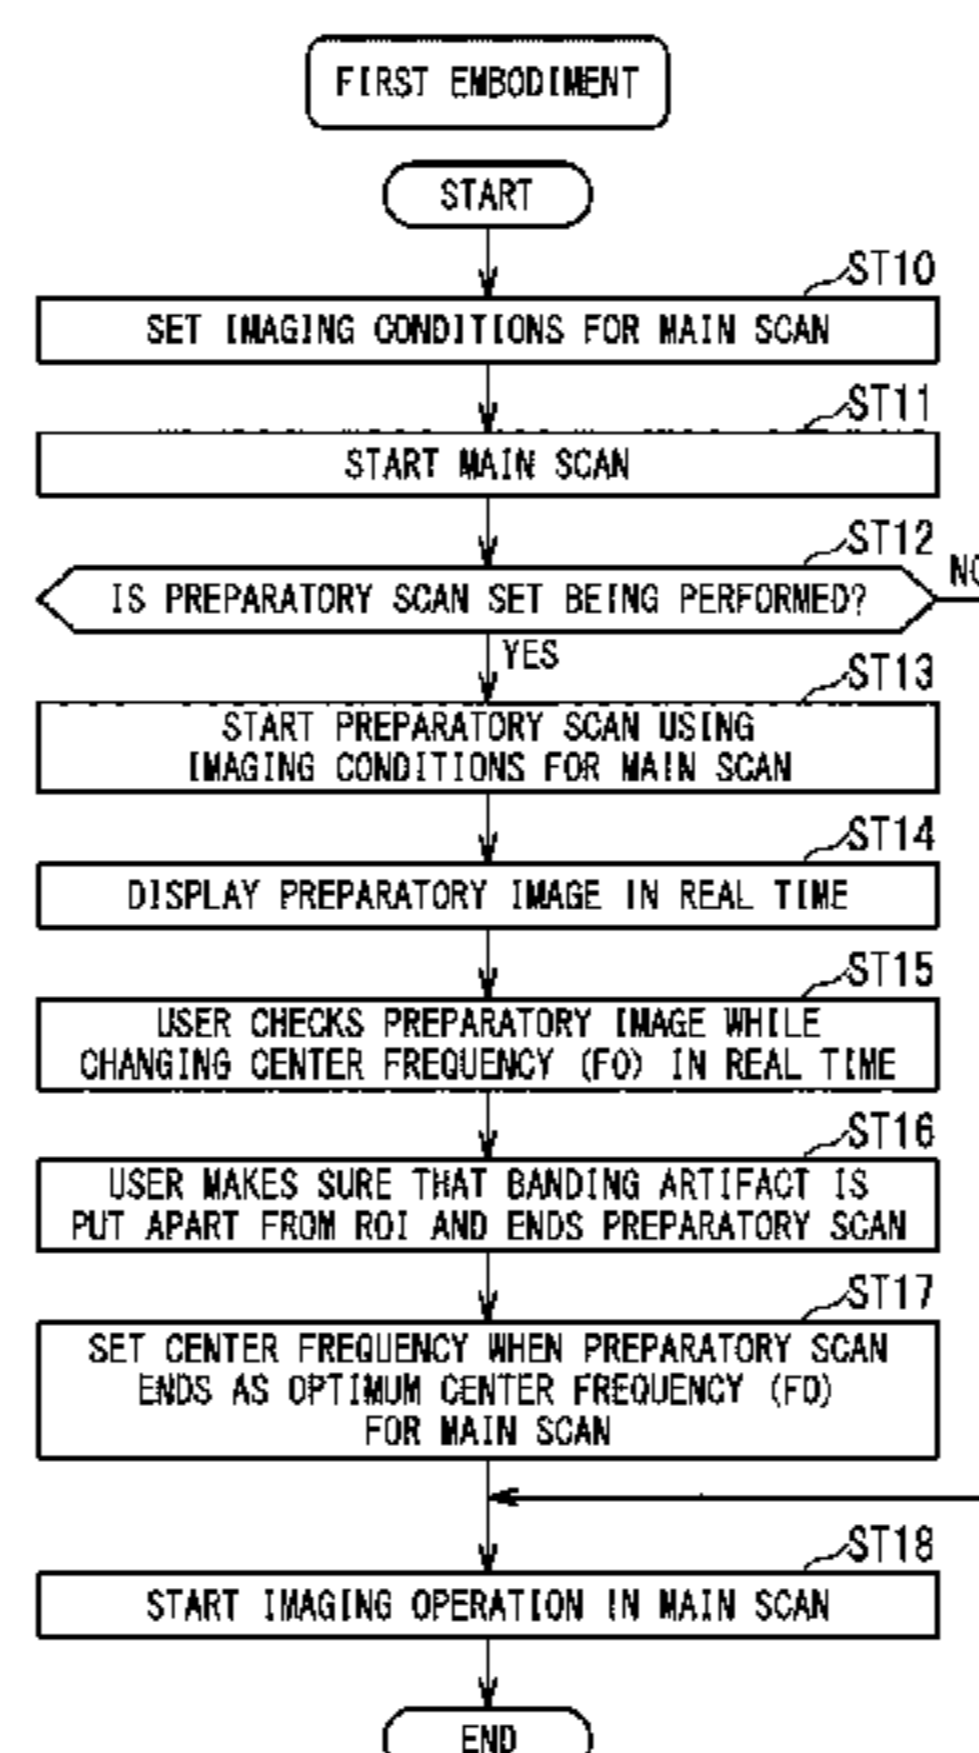 FIRST EMBODIMENT
START
ST10
SET IMAGING CONDITIONS FOR MAIN SCAN
ST11
START MAIN SCAN
ST12
IS PREPARATORY SCAN SET BEING PERFORMED?
NO
YES
ST13
START PREPARATORY SCAN USING
IMAGING CONDITIONS FOR MAIN SCAN
ST14
DISPLAY PREPARATORY IMAGE IN REAL TIME
ST15
USER CHECKS PREPARATORY IMAGE WHILE
CHANGING CENTER FREQUENCY (F0) IN REAL TIME
ST16
USER MAKES SURE THAT BANDING ARTIFACT IS
PUT APART FROM ROI AND ENDS PREPARATORY SCAN
ST17
SET CENTER FREQUENCY WHEN PREPARATORY SCAN
ENDS AS OPTIMUM CENTER FREQUENCY (F0)
FOR MAIN SCAN
ST18
START IMAGING OPERATION IN MAIN SCAN
END